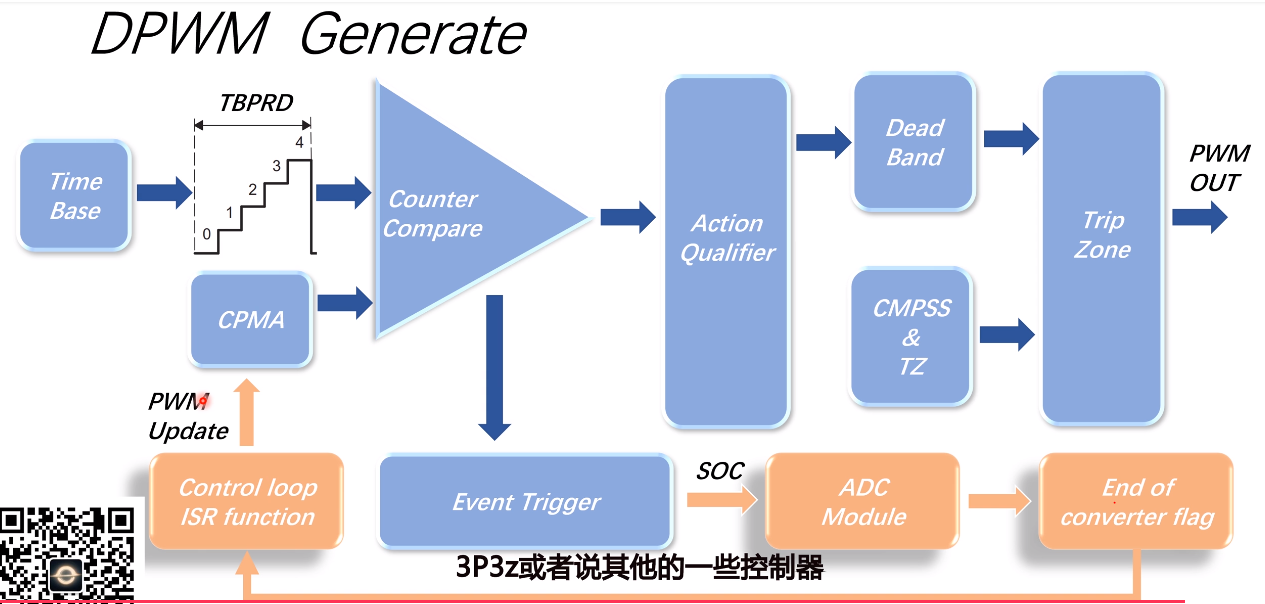 DPWM Generate
TBPRD
Time
Base
0
1
2
3
4
Counter
Compare
CPMA
Action
Qualifier
Dead
Band
CMPSS
&
TZ
Trip
Zone
PWM
OUT
PWM
Update
Control loop
ISR function
Event Trigger
SOC
ADC
Module
End of
converter flag
3P3z或者说其他的一些控制器